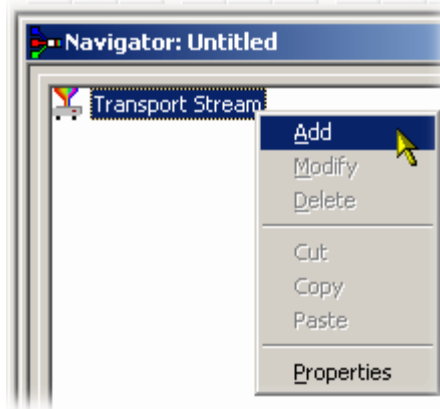 Navigator: Untitled
Transport Stream
Add
Modify
Delete
Cut
Copy
Paste
Properties